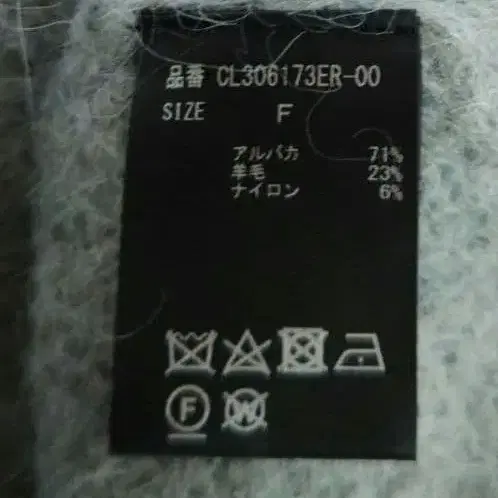 品番 CL306173ER-00
SIZE F
アルパカ 71%
羊毛 23%
ナイロン 6%
F W